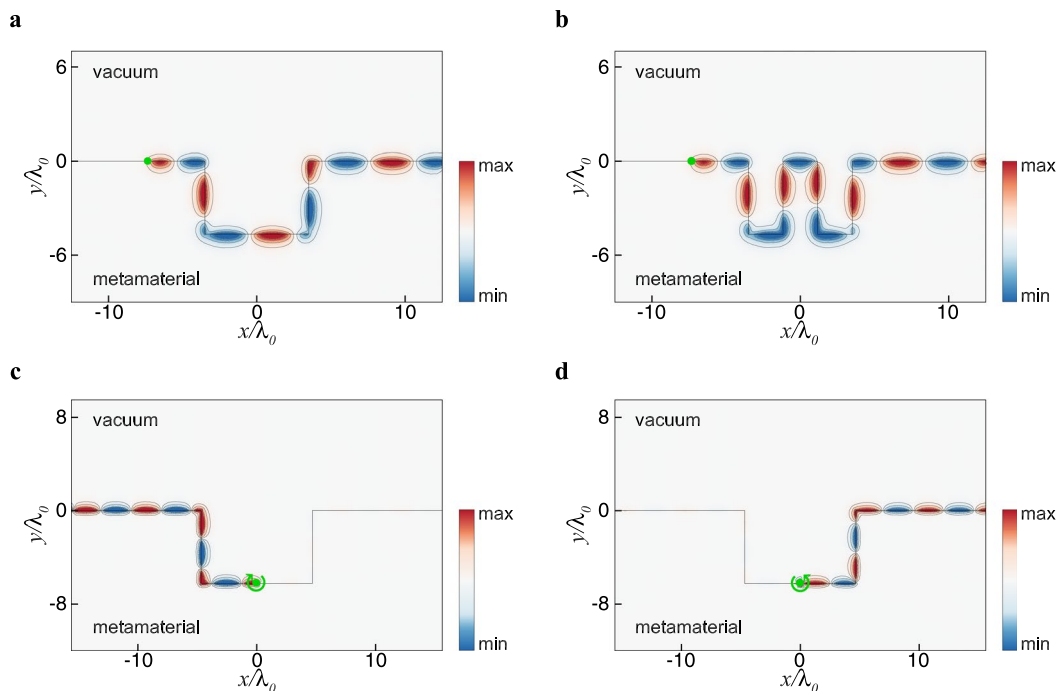 a
b
6
vacuum
0
-6
metamaterial
-10
0
10
y/λ₀
x/λ₀
max
min
6
vacuum
0
-6
metamaterial
-10
0
10
y/λ₀
x/λ₀
max
min
c
d
8
vacuum
0
-8
metamaterial
-10
0
10
y/λ₀
x/λ₀
max
min
8
vacuum
0
-8
metamaterial
-10
0
10
y/λ₀
x/λ₀
max
min